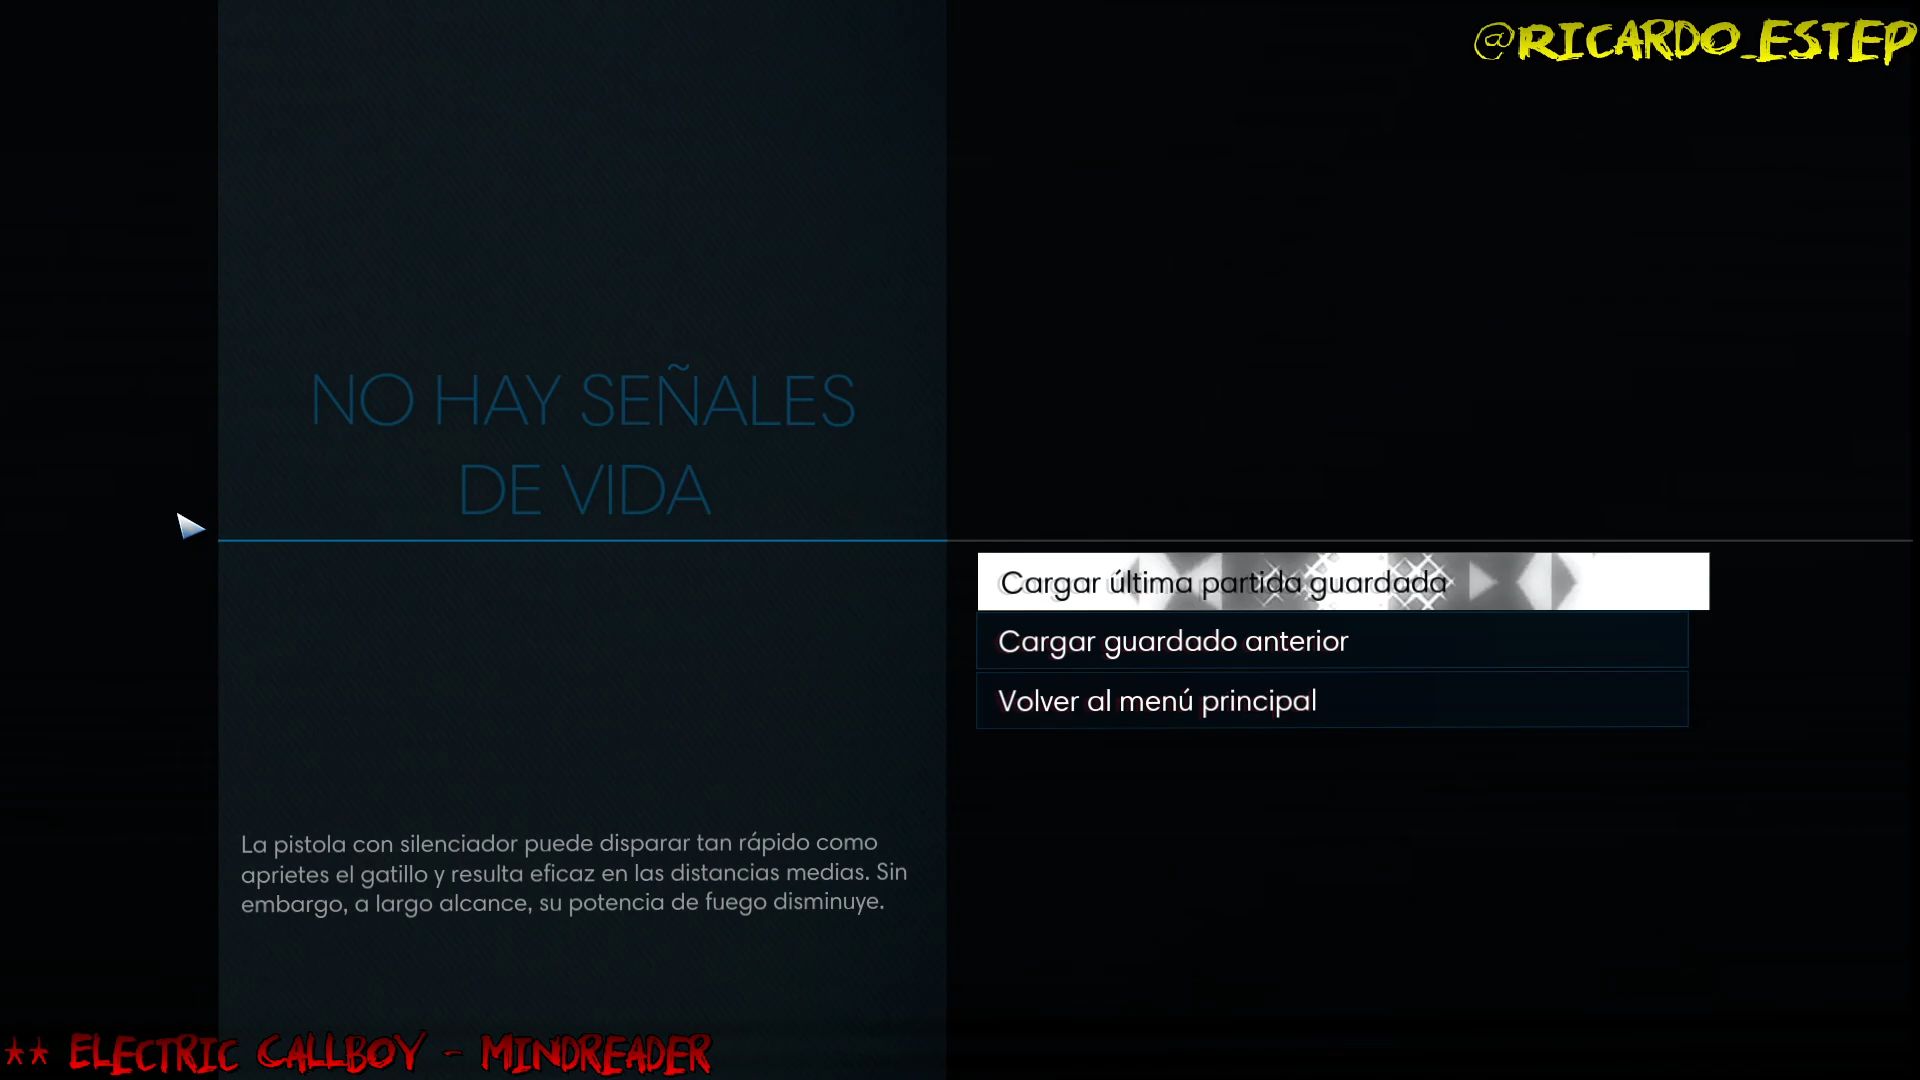 @RICARDO_ESTEP
NO HAY SEÑALES
DE VIDA
Cargar última partida guardada
Cargar guardado anterior
Volver al menú principal
La pistola con silenciador puede disparar tan rápido como
aprietes el gatillo y resulta eficaz en las distancias medias. Sin
embargo, a largo alcance, su potencia de fuego disminuye.
** ELECTRIC CALLBOY - MINDREADER